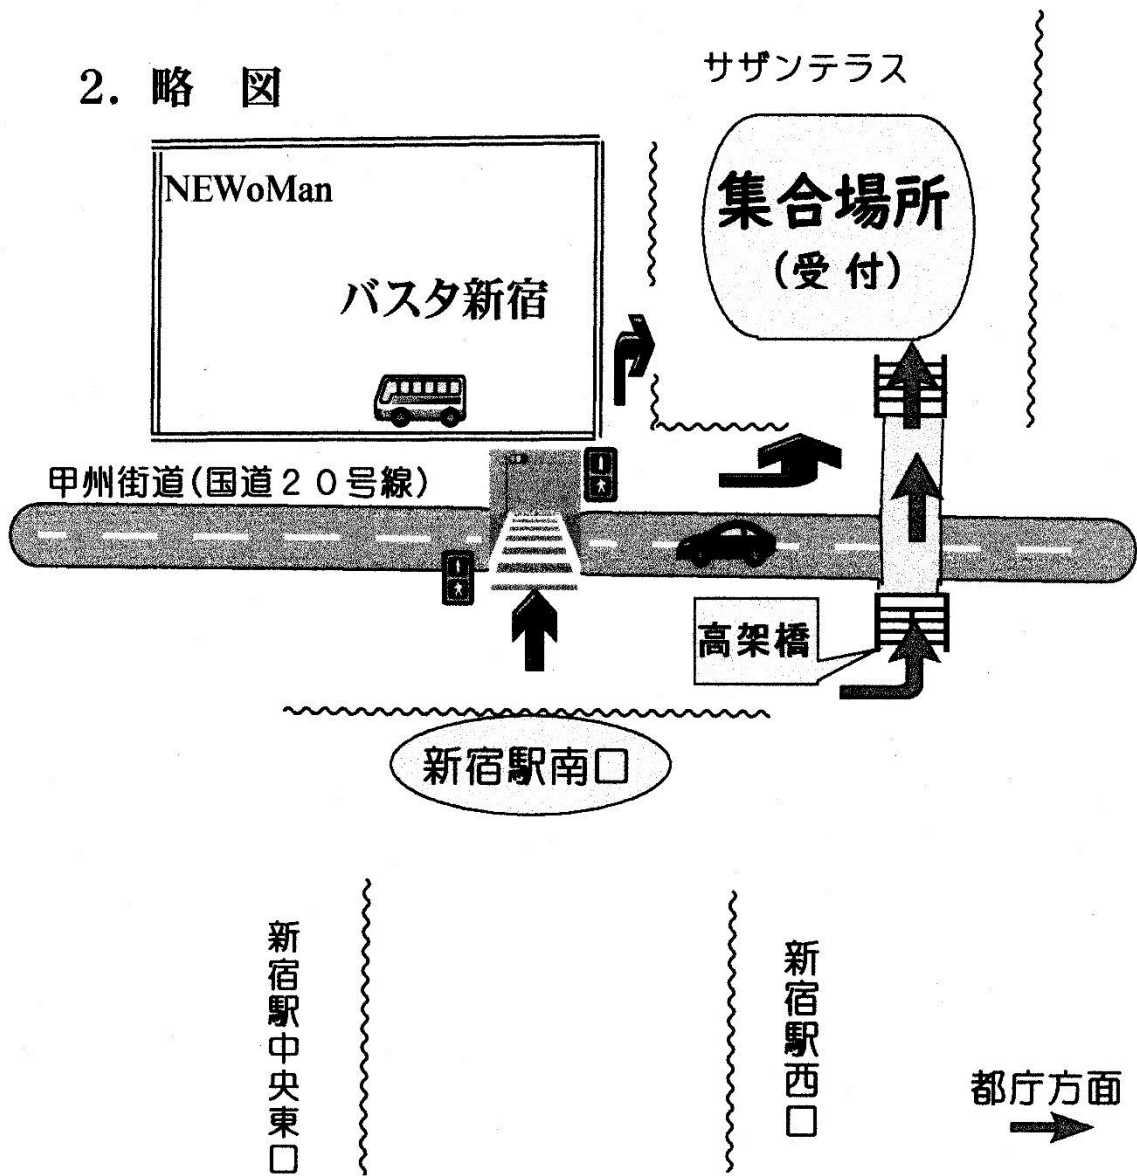 2. 略 図
サザンテラス
NEWoMan
バスタ新宿
集合場所
(受 付)
甲州街道(国道20号線)
高架橋
新宿駅南口
新宿駅中央東口
新宿駅西口
都庁方面